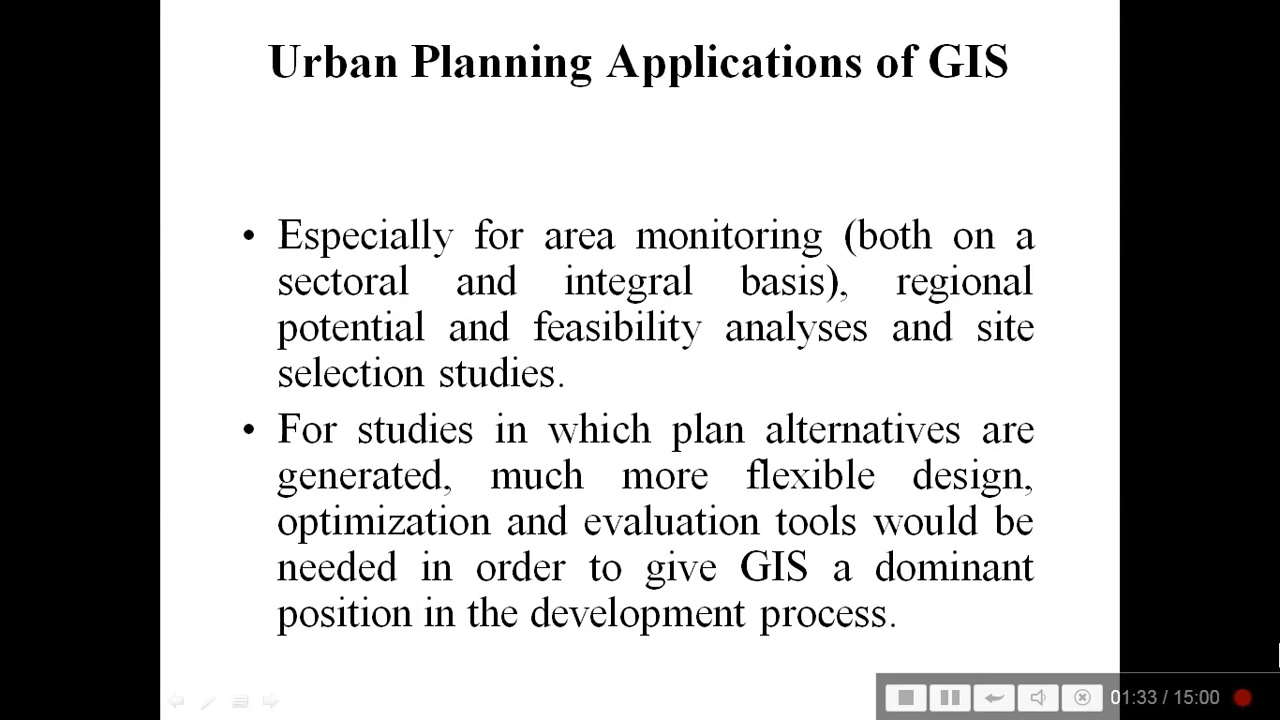 Urban Planning Applications of GIS
• Especially for area monitoring (both on a
sectoral and integral basis), regional
potential and feasibility analyses and site
selection studies.
• For studies in which plan alternatives are
generated, much more flexible design,
optimization and evaluation tools would be
needed in order to give GIS a dominant
position in the development process.
01:33 / 15:00